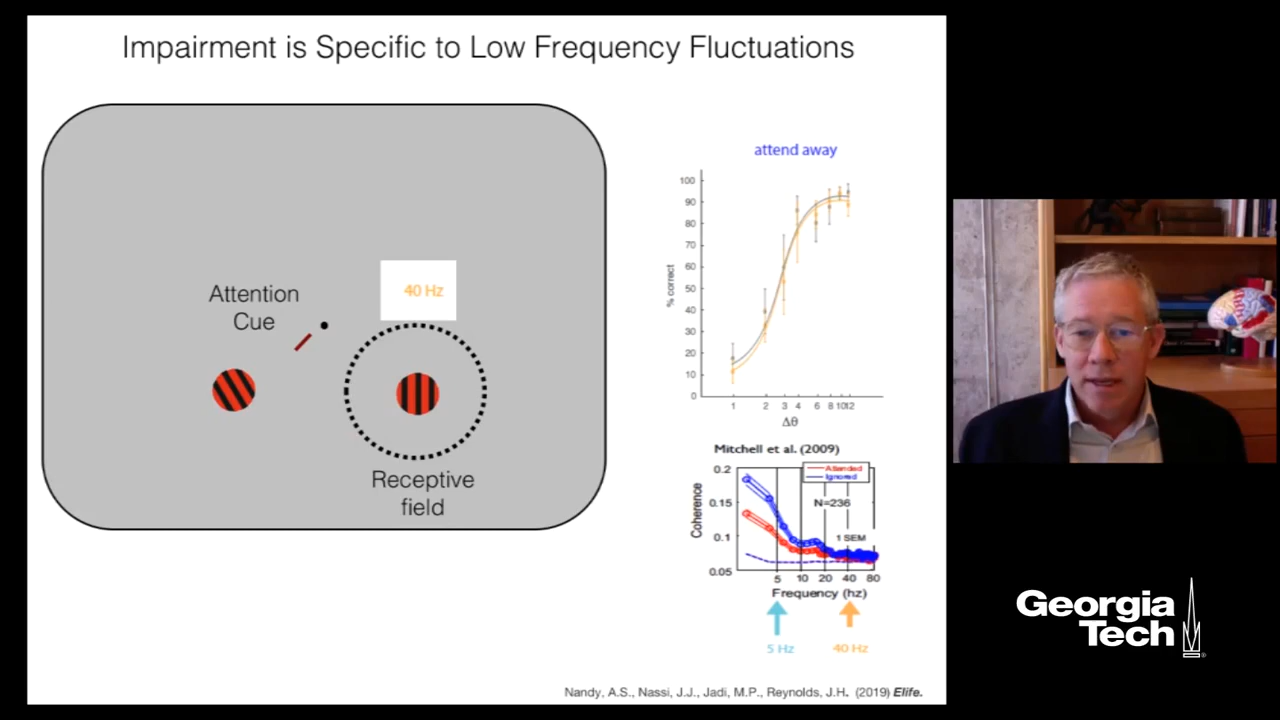 Impairment is Specific to Low Frequency Fluctuations
Attention
Cue
40 Hz
Receptive
field
attend away
100
90
80
70
60
50
40
30
20
10
0
% correct
1 2 3 4 6 8 10 12
Δθ
Mitchell et al. (2009)
0.2
0.15
0.1
0.05
Coherence
Attended
Ignored
N=236
1 SEM
5 10 20 40 80
Frequency (hz)
5 Hz
40 Hz
Nandy, A.S., Nassi, J.J., Jadi, M.P., Reynolds, J.H. (2019) Elife.
Georgia
Tech